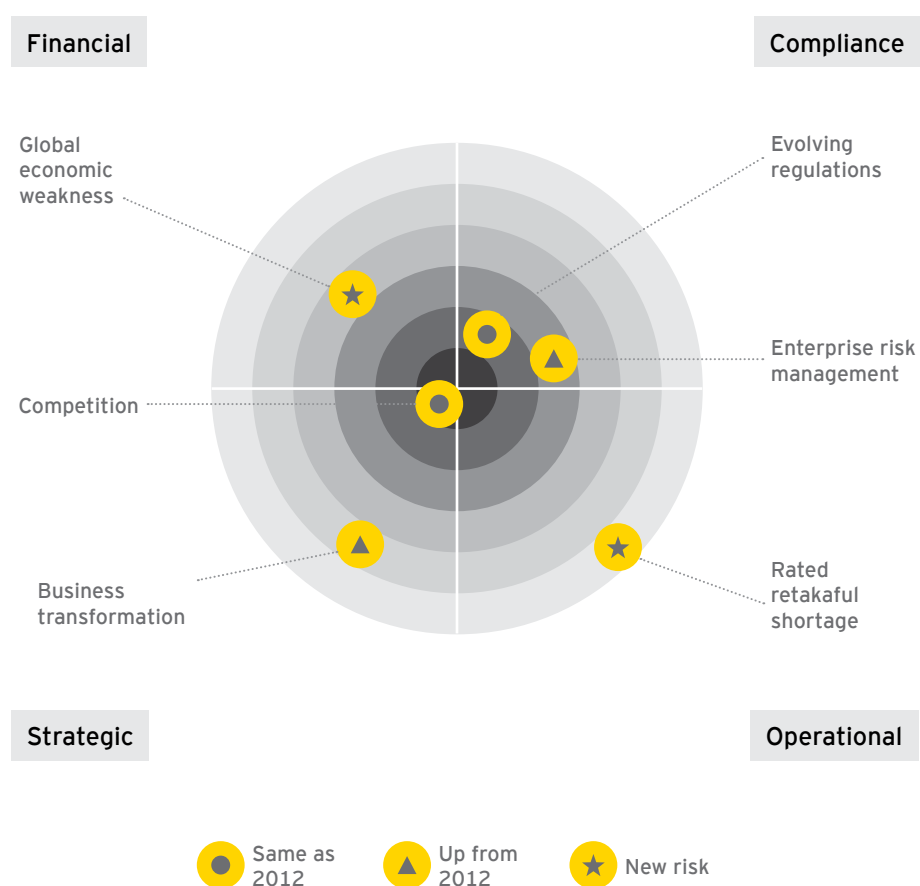 Financial
Compliance
Global
economic
weakness
Evolving
regulations
Enterprise risk
management
Competition
Business
transformation
Rated
retakaful
shortage
Strategic
Operational
Same as
2012
Up from
2012
New risk